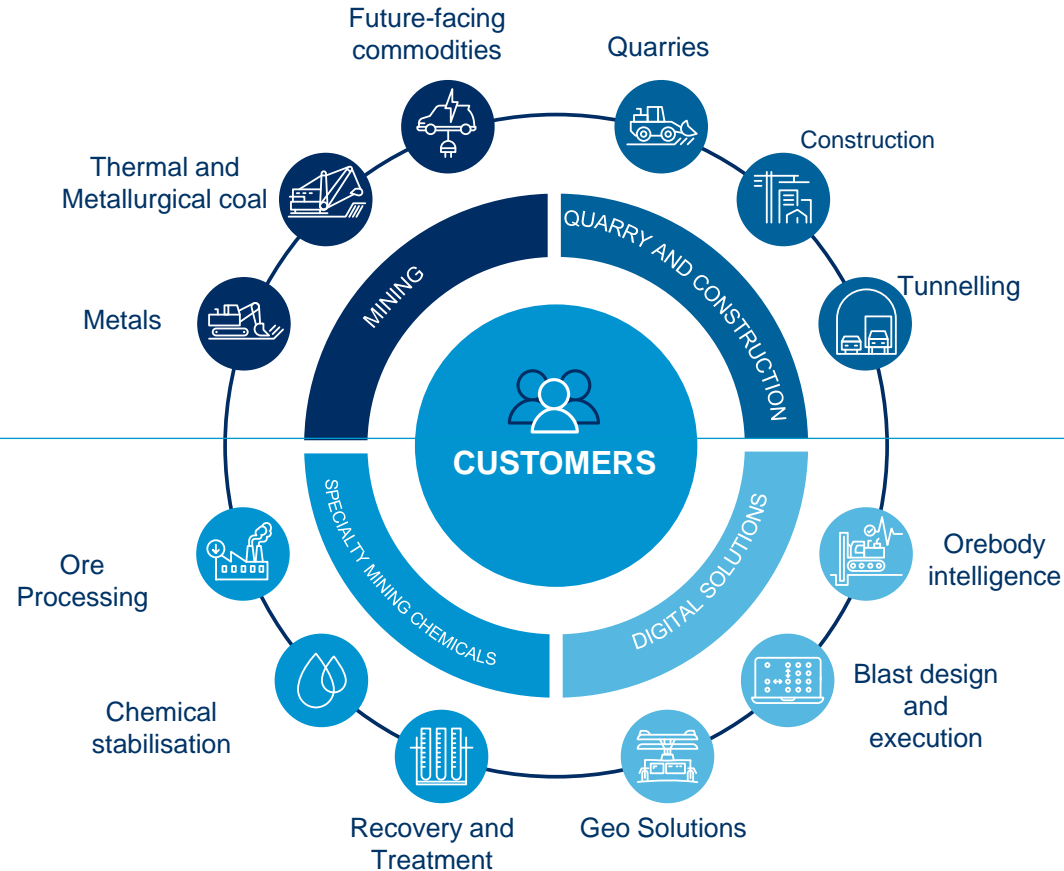 Future-facing
commodities
Quarries
Construction
Thermal and
Metallurgical coal
Tunnelling
Metals
MINING
QUARRY AND CONSTRUCTION
CUSTOMERS
SPECIALTY MINING CHEMICALS
DIGITAL SOLUTIONS
Ore
Processing
Orebody
intelligence
Chemical
stabilisation
Blast design
and
execution
Recovery and
Treatment
Geo Solutions